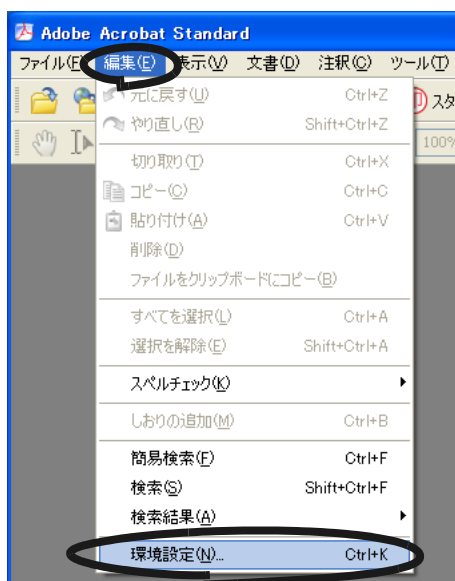 Adobe Acrobat Standard
ファイル(F) 編集(E) 表示(V) 文書(D) 注釈(C) ツール(T)
元に戻す(U) Ctrl+Z
やり直し(R) Shift+Ctrl+Z
スタ
100%
切り取り(T) Ctrl+X
コピー(C) Ctrl+C
貼り付け(A) Ctrl+V
削除(D)
ファイルをクリップボードにコピー(B)
すべてを選択(L) Ctrl+A
選択を解除(E) Shift+Ctrl+A
スペルチェック(K)
しおりの追加(M) Ctrl+B
簡易検索(F) Ctrl+F
検索(S) Shift+Ctrl+F
検索結果(A)
環境設定(N)... Ctrl+K